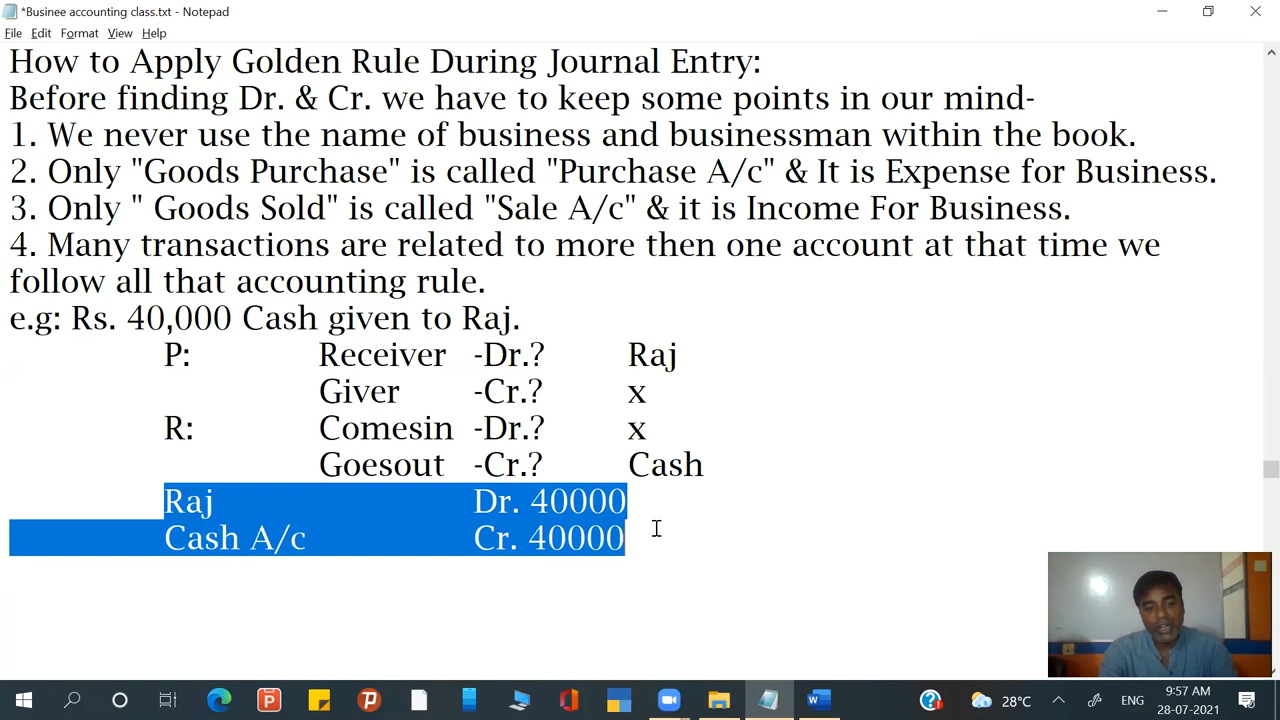 *Businee accounting class.txt - Notepad
File Edit Format View Help
How to Apply Golden Rule During Journal Entry:
Before finding Dr. & Cr. we have to keep some points in our mind-
1. We never use the name of business and businessman within the book.
2. Only "Goods Purchase" is called "Purchase A/c" & It is Expense for Business.
3. Only " Goods Sold" is called "Sale A/c" & it is Income For Business.
4. Many transactions are related to more then one account at that time we
follow all that accounting rule.
e.g: Rs. 40,000 Cash given to Raj.
P: Receiver -Dr.? Raj
Giver -Cr.? x
R: Comesin -Dr.? x
Goesout -Cr.? Cash
Raj Dr. 40000
Cash A/c Cr. 40000
28°C ENG 9:57 AM
28-07-2021